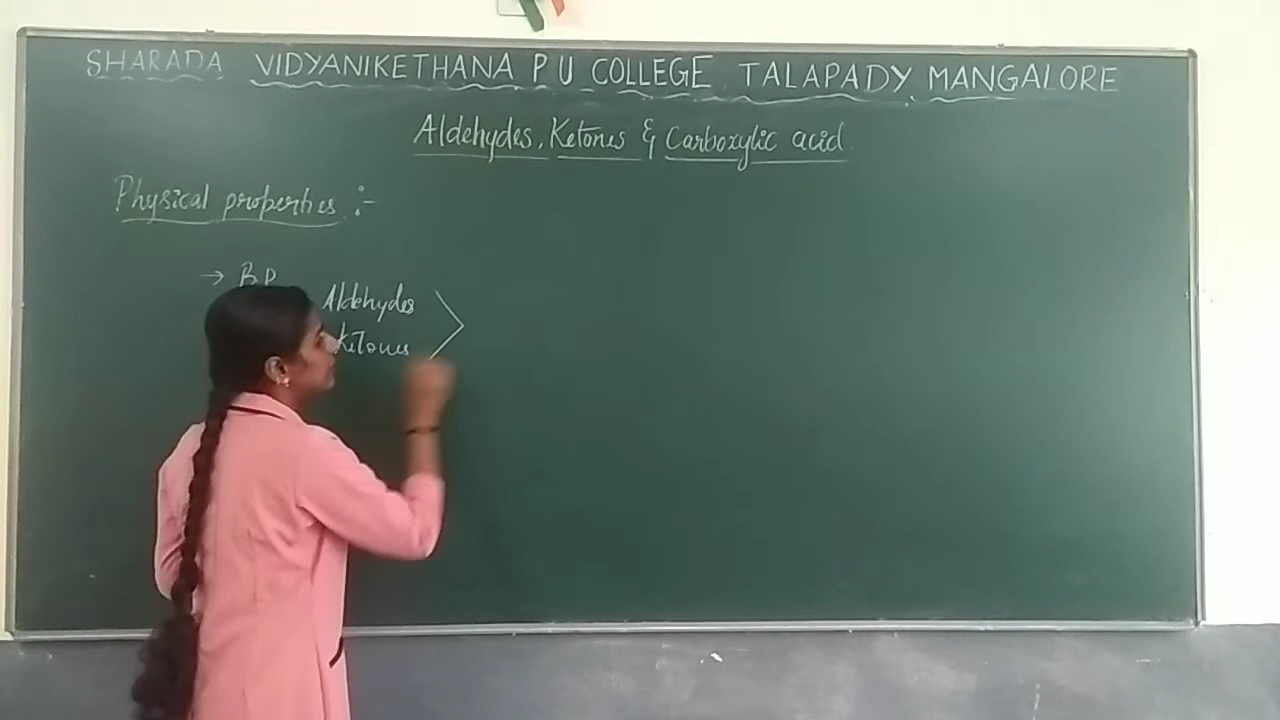 SHARADA VIDYANIKETHANA P U COLLEGE TALAPADY MANGALORE
Aldehydes, Ketones & Carboxylic acid
Physical properties :-
→ B.P
Aldehydes
Ketones